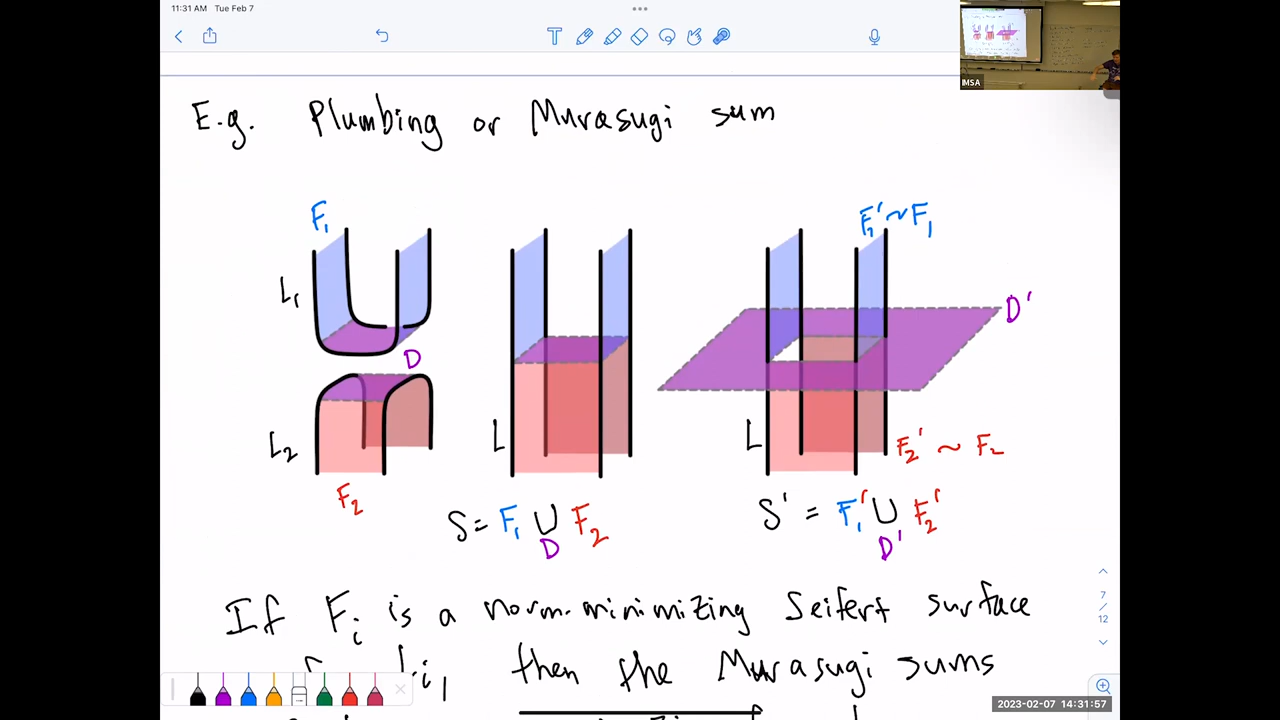 11:31 AM Tue Feb 7
IMSA
E.g. Plumbing or Murasugi sum
F₁
F₁' ~ F₁
L₁
D
D'
L₂
L
L
F₂' ~ F₂
F₂
S = F₁ ∪ F₂
D
S' = F₁' ∪ F₂'
D'
If Fᵢ is a norm-minimizing Seifert surface
then the Murasugi sums
7
/
12
2023-02-07 14:31:57